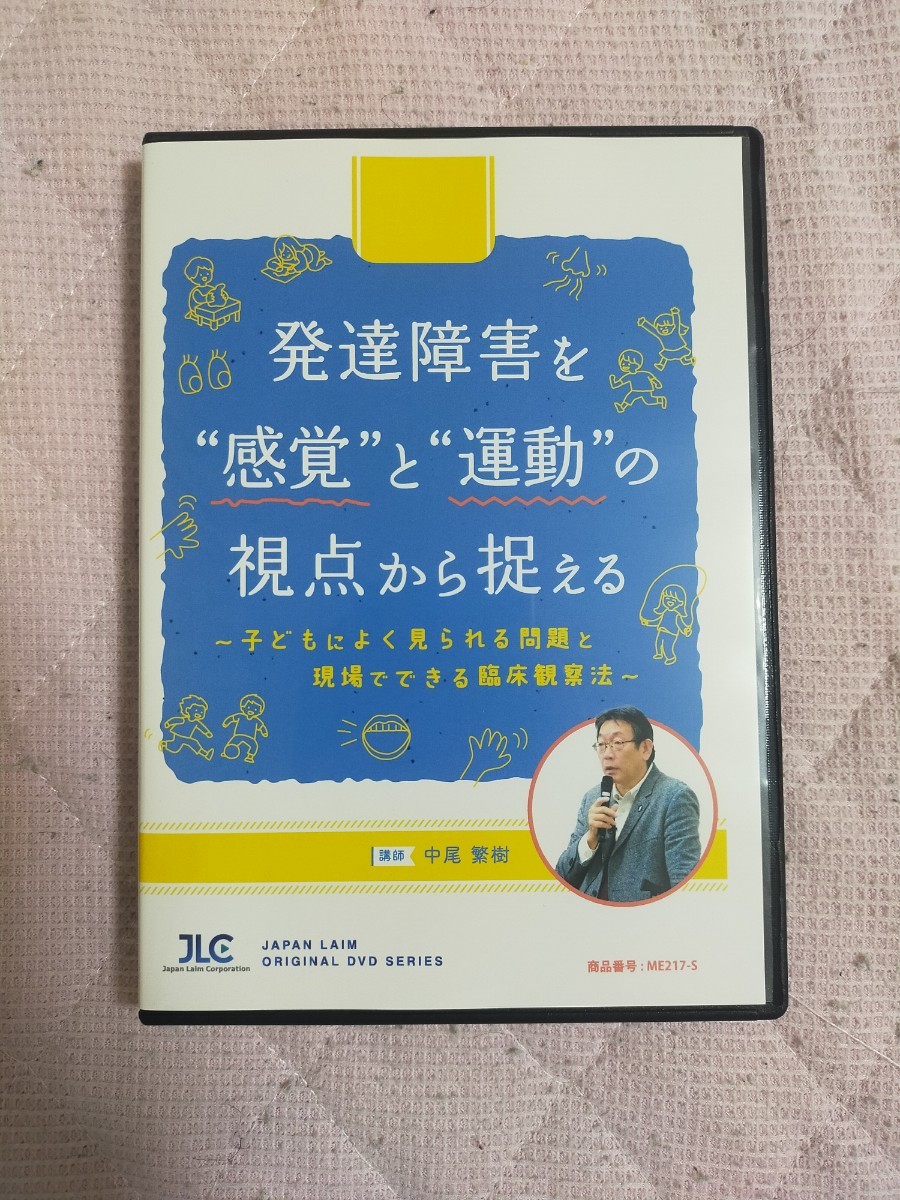 発達障害を
“感覚”と“運動”の
視点から捉える
～子どもによく見られる問題と
現場でできる臨床観察法～
講師 中尾 繁樹
JLC
Japan Laim Corporation
JAPAN LAIM
ORIGINAL DVD SERIES
商品番号：ME217-S